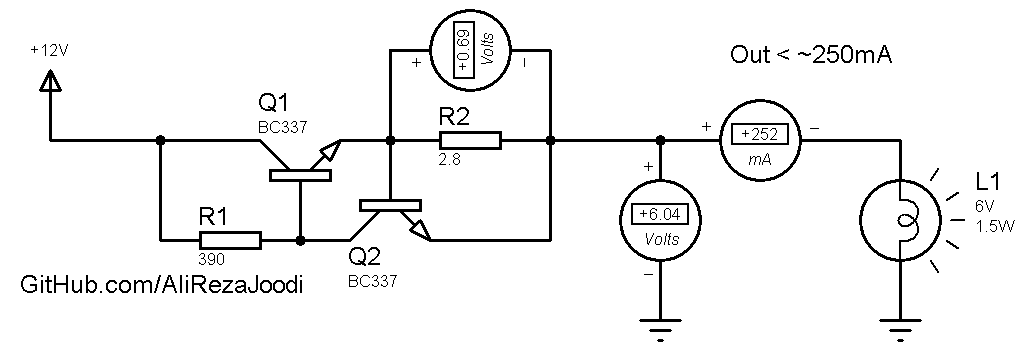 +12V
Q1
BC337
+0.69
Volts
+
−
R2
2.8
Out < ~250mA
+
+252
mA
−
+
+6.04
Volts
−
L1
6V
1.5W
R1
390
Q2
BC337
GitHub.com/AliRezaJoodi